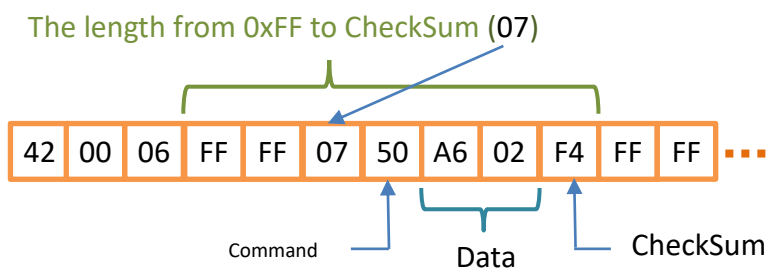 The length from 0xFF to CheckSum (07)
42 00 06 FF FF 07 50 A6 02 F4 FF FF ...
Command Data CheckSum